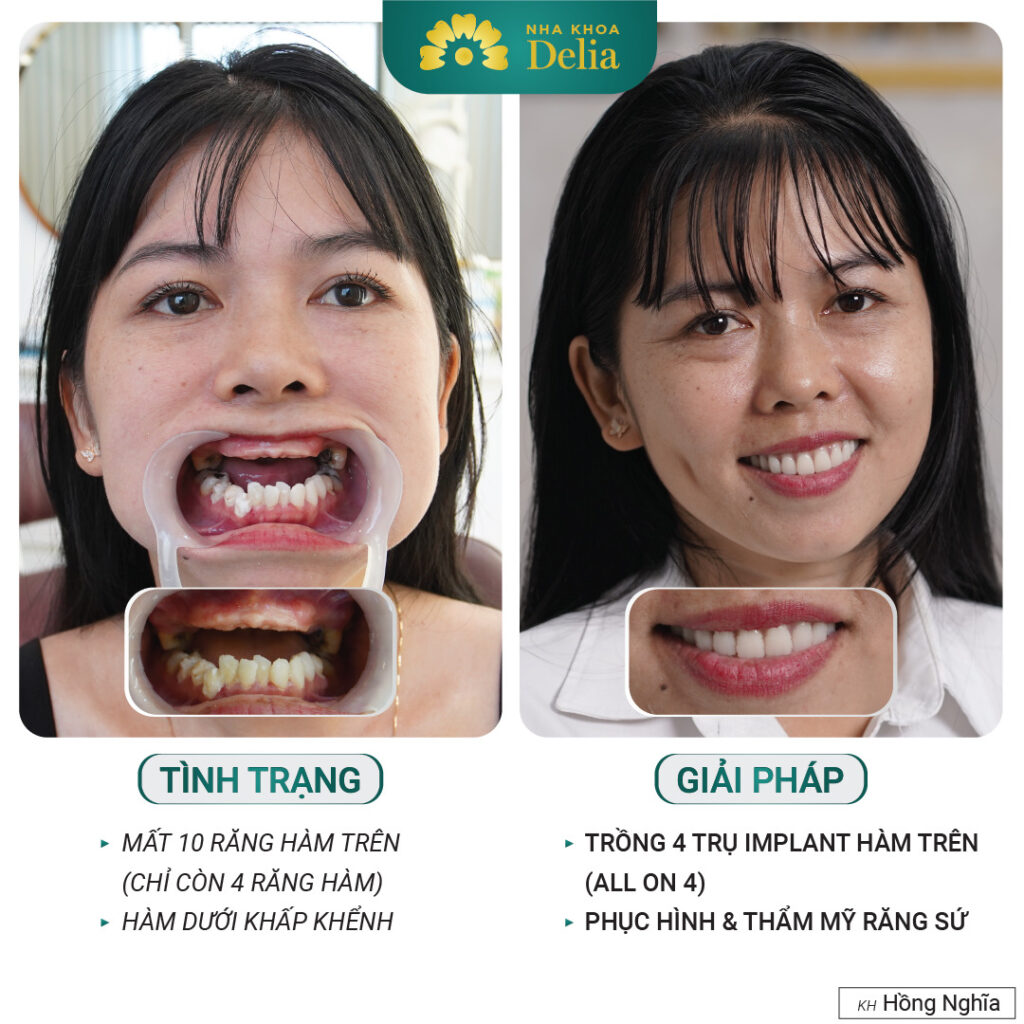 NHA KHOA
Delia
TÌNH TRẠNG
▸ MẤT 10 RĂNG HÀM TRÊN
(CHỈ CÒN 4 RĂNG HÀM)
▸ HÀM DƯỚI KHẤP KHỂNH
GIẢI PHÁP
▸ TRỒNG 4 TRỤ IMPLANT HÀM TRÊN
(ALL ON 4)
▸ PHỤC HÌNH & THẨM MỸ RĂNG SỨ
KH Hồng Nghĩa